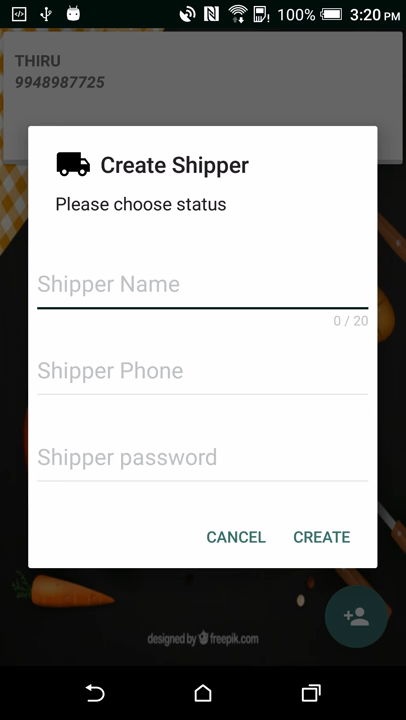 100% 3:20 PM
THIRU
9948987725
Create Shipper
Please choose status
Shipper Name
0 / 20
Shipper Phone
Shipper password
CANCEL CREATE
designed by freepik.com